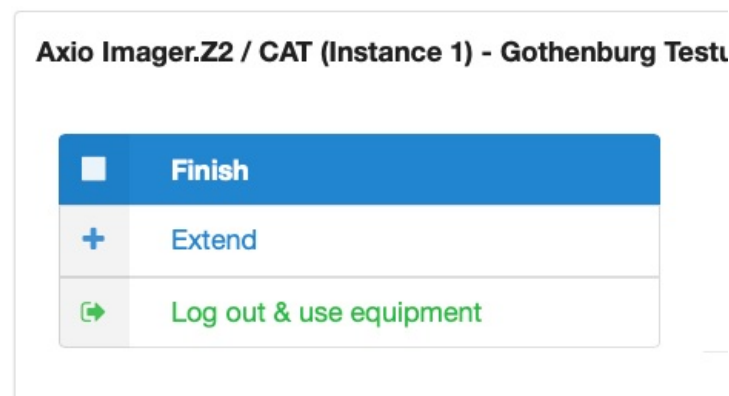 Axio Imager.Z2 / CAT (Instance 1) - Gothenburg
Finish
Extend
Log out & use equipment